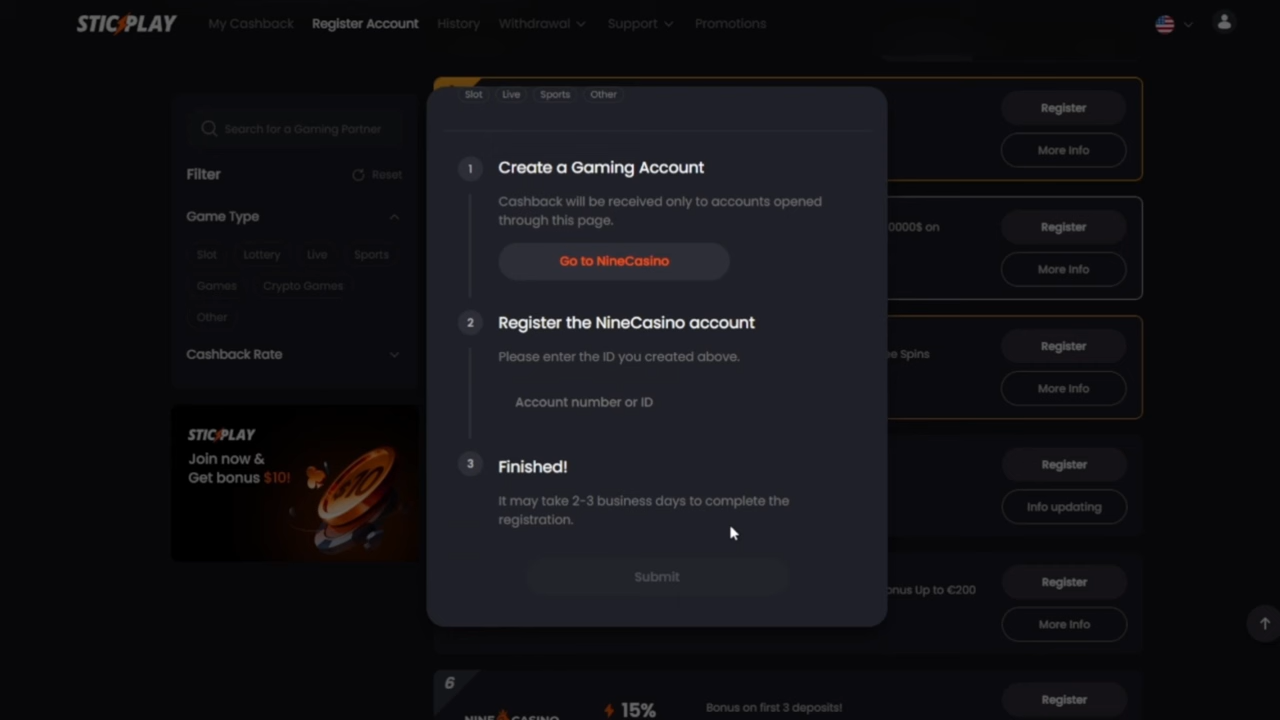 STICPLAY
My Cashback
Register Account
History
Withdrawal
Support
Promotions
Search for a Gaming Partner
Filter
Reset
Game Type
Slot
Lottery
Live
Sports
Games
Crypto Games
Other
Cashback Rate
STICPLAY
Join now &
Get bonus $10!
$10
Slot
Live
Sports
Other
1
Create a Gaming Account
Cashback will be received only to accounts opened
through this page.
Go to NineCasino
2
Register the NineCasino account
Please enter the ID you created above.
Account number or ID
3
Finished!
It may take 2-3 business days to complete the
registration.
Submit
Register
More Info
0000$ on
Register
More Info
e Spins
Register
More Info
Register
Info updating
onus Up to €200
Register
More Info
6
NINE CASINO
15%
Bonus on first 3 deposits!
Register